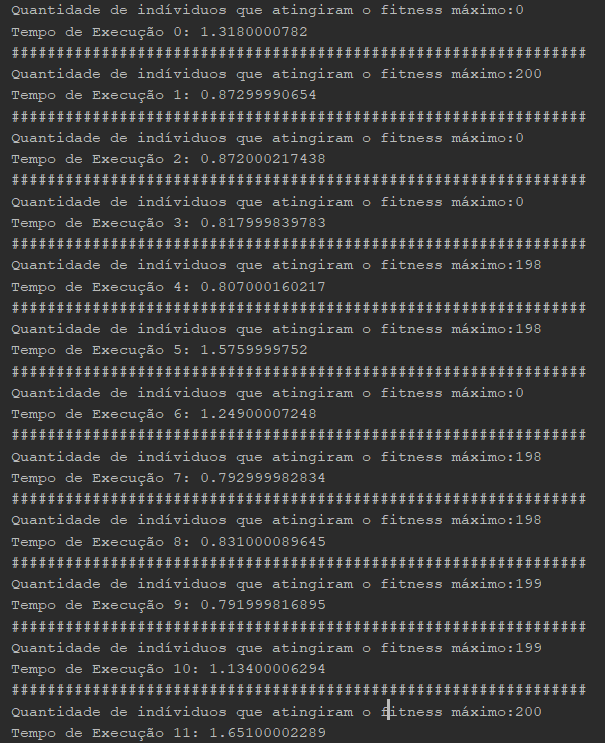 Quantidade de indíviduos que atingiram o fitness máximo:0
Tempo de Execução 0: 1.3180000782
################################################################
Quantidade de indíviduos que atingiram o fitness máximo:200
Tempo de Execução 1: 0.87299990654
################################################################
Quantidade de indíviduos que atingiram o fitness máximo:0
Tempo de Execução 2: 0.872000217438
################################################################
Quantidade de indíviduos que atingiram o fitness máximo:0
Tempo de Execução 3: 0.817999839783
################################################################
Quantidade de indíviduos que atingiram o fitness máximo:198
Tempo de Execução 4: 0.807000160217
################################################################
Quantidade de indíviduos que atingiram o fitness máximo:198
Tempo de Execução 5: 1.5759999752
################################################################
Quantidade de indíviduos que atingiram o fitness máximo:0
Tempo de Execução 6: 1.24900007248
################################################################
Quantidade de indíviduos que atingiram o fitness máximo:198
Tempo de Execução 7: 0.792999982834
################################################################
Quantidade de indíviduos que atingiram o fitness máximo:198
Tempo de Execução 8: 0.831000089645
################################################################
Quantidade de indíviduos que atingiram o fitness máximo:199
Tempo de Execução 9: 0.791999816895
################################################################
Quantidade de indíviduos que atingiram o fitness máximo:199
Tempo de Execução 10: 1.13400006294
################################################################
Quantidade de indíviduos que atingiram o fitness máximo:200
Tempo de Execução 11: 1.65100002289